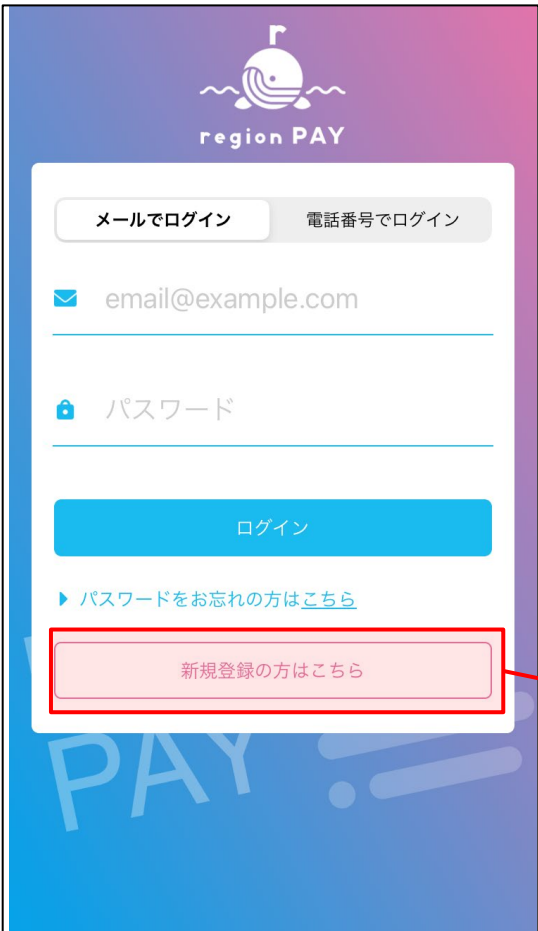 r
region PAY
メールでログイン 電話番号でログイン
email@example.com
パスワード
ログイン
パスワードをお忘れの方はこちら
新規登録の方はこちら
PAY